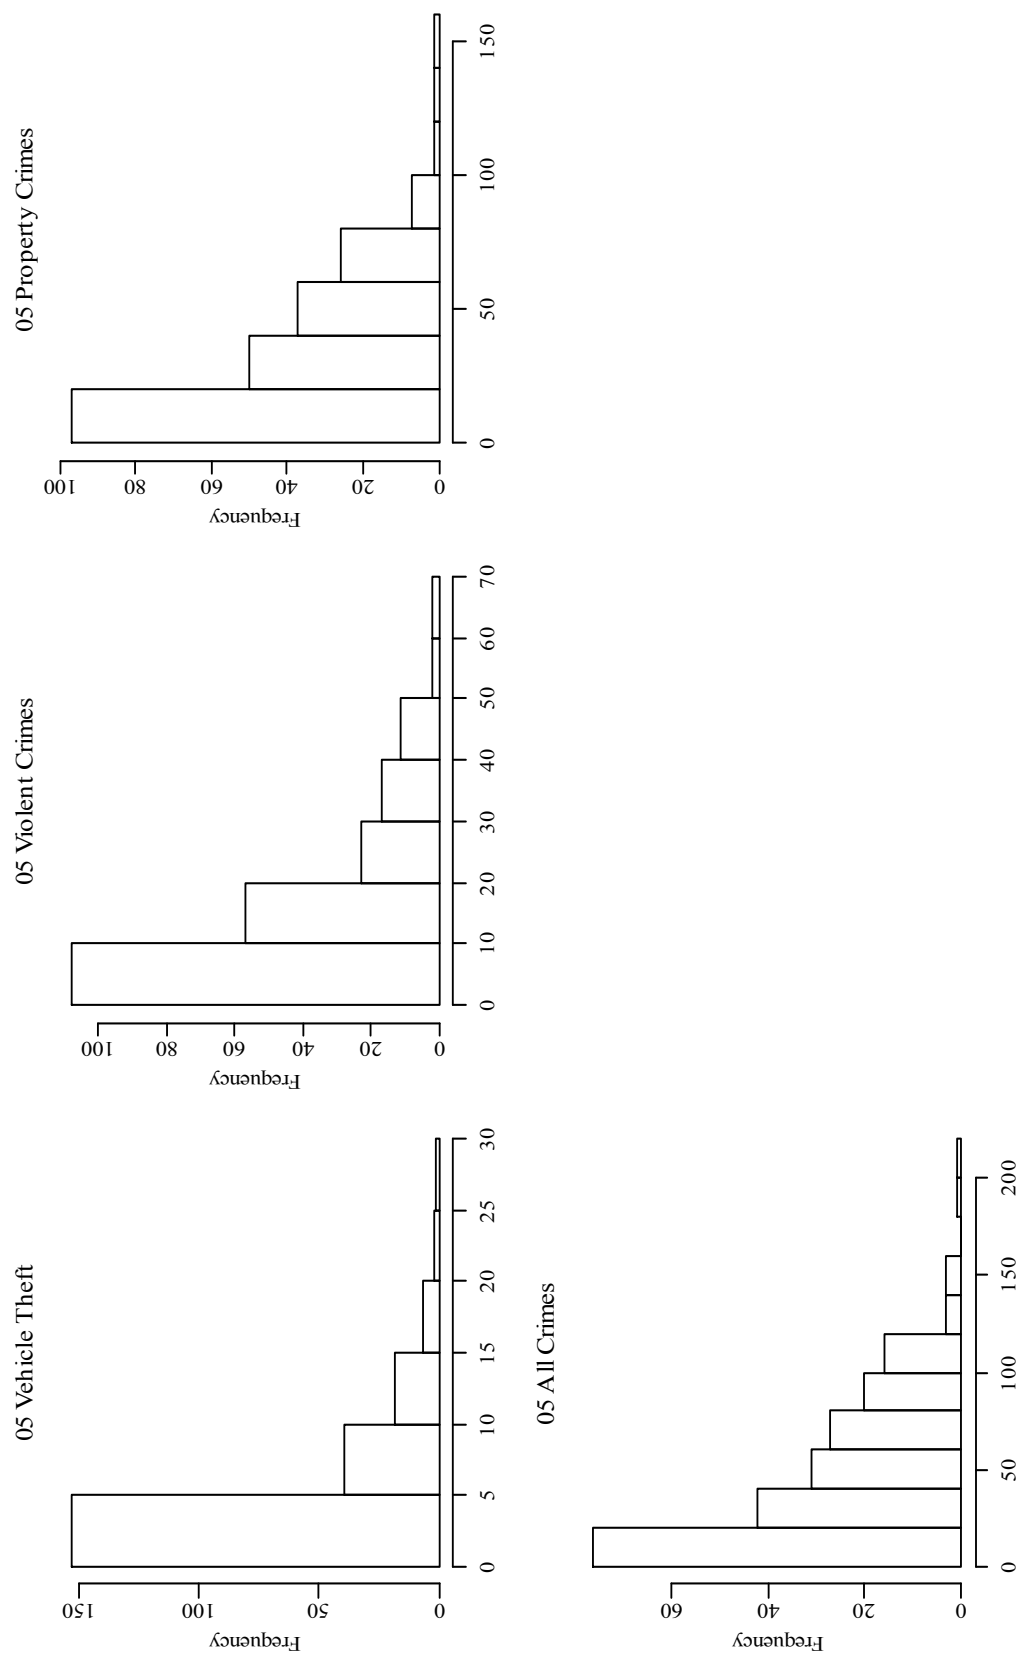 05 Vehicle Theft
Frequency
0 50 100 150
0 5 10 15 20 25 30
05 Violent Crimes
Frequency
0 20 40 60 80 100
0 10 20 30 40 50 60 70
05 Property Crimes
Frequency
0 20 40 60 80 100
0 50 100 150
05 All Crimes
Frequency
0 20 40 60
0 50 100 150 200